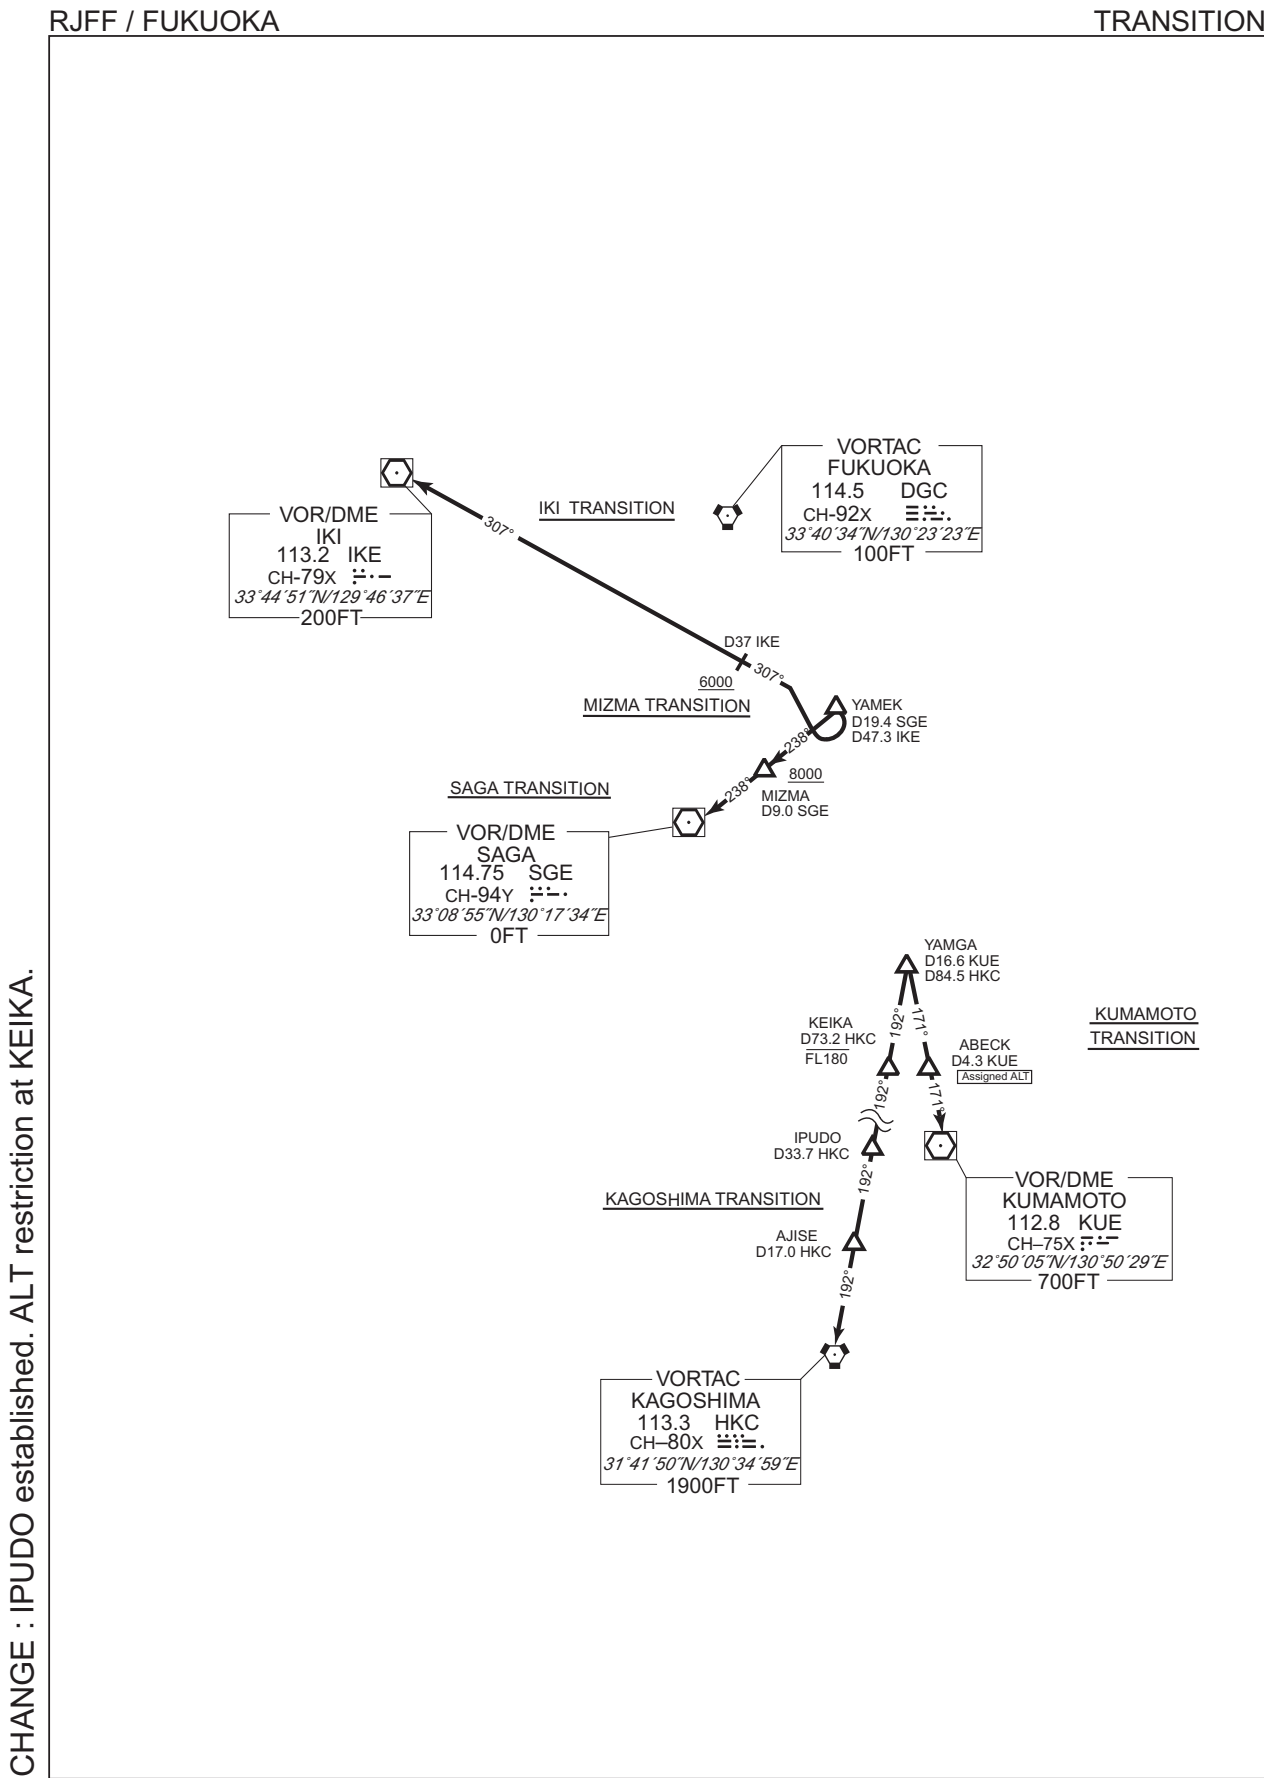 RJFF / FUKUOKA
TRANSITION
VORTAC
FUKUOKA
114.5 DGC
CH-92X
33°40′34″N/130°23′23″E
100FT
IKI TRANSITION
307°
VOR/DME
IKI
113.2 IKE
CH-79X
33°44′51″N/129°46′37″E
200FT
D37 IKE
307°
6000
MIZMA TRANSITION
YAMEK
D19.4 SGE
D47.3 IKE
238°
8000
MIZMA
D9.0 SGE
238°
SAGA TRANSITION
VOR/DME
SAGA
114.75 SGE
CH-94Y
33°08′55″N/130°17′34″E
0FT
YAMGA
D16.6 KUE
D84.5 HKC
KUMAMOTO
TRANSITION
192°
171°
KEIKA
D73.2 HKC
FL180
ABECK
D4.3 KUE
Assigned ALT
192°
171°
IPUDO
D33.7 HKC
192°
KAGOSHIMA TRANSITION
VOR/DME
KUMAMOTO
112.8 KUE
CH–75X
32°50′05″N/130°50′29″E
700FT
AJISE
D17.0 HKC
192°
VORTAC
KAGOSHIMA
113.3 HKC
CH–80X
31°41′50″N/130°34′59″E
1900FT
CHANGE : IPUDO established. ALT restriction at KEIKA.